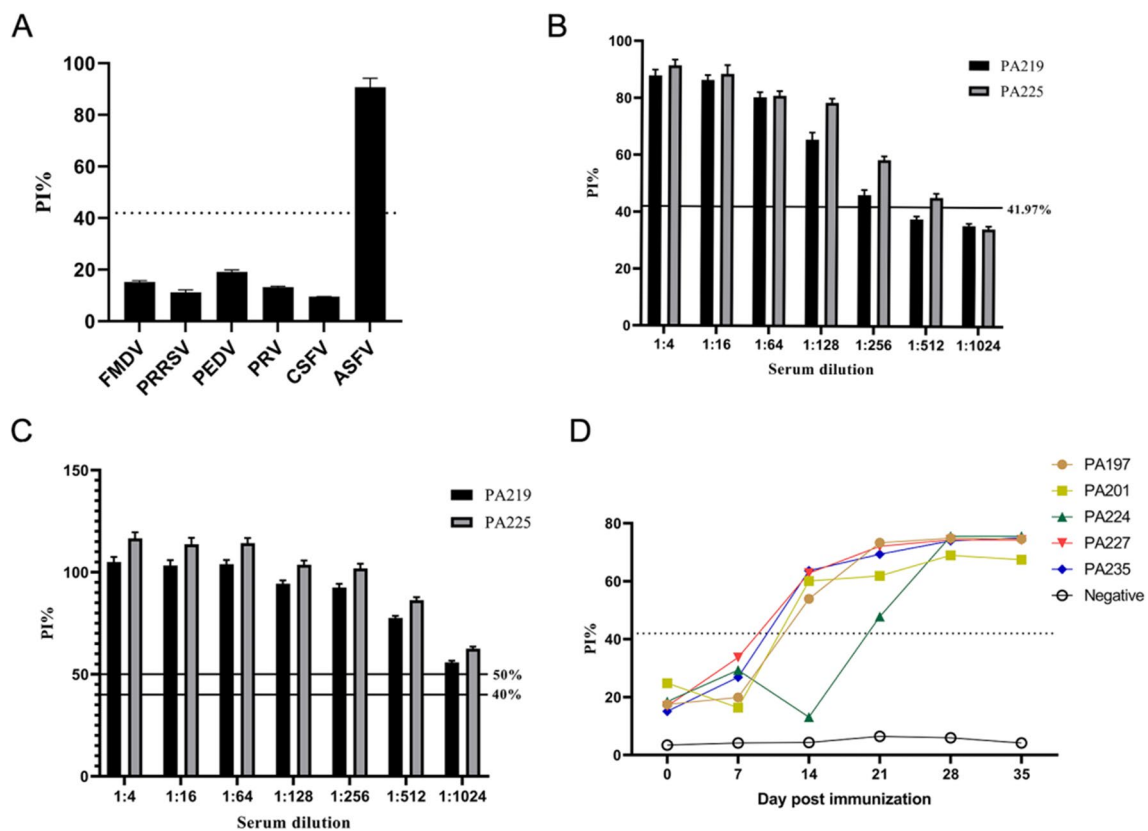 A
PI%
100
80
60
40
20
0
FMDV
PRRSV
PEDV
PRV
CSFV
ASFV
B
PI%
100
80
60
40
20
0
PA219
PA225
41.97%
1:4 1:16 1:64 1:128 1:256 1:512 1:1024
Serum dilution
C
PI%
150
100
50
0
PA219
PA225
50%
40%
1:4 1:16 1:64 1:128 1:256 1:512 1:1024
Serum dilution
D
PI%
80
60
40
20
0
PA197
PA201
PA224
PA227
PA235
Negative
0 7 14 21 28 35
Day post immunization